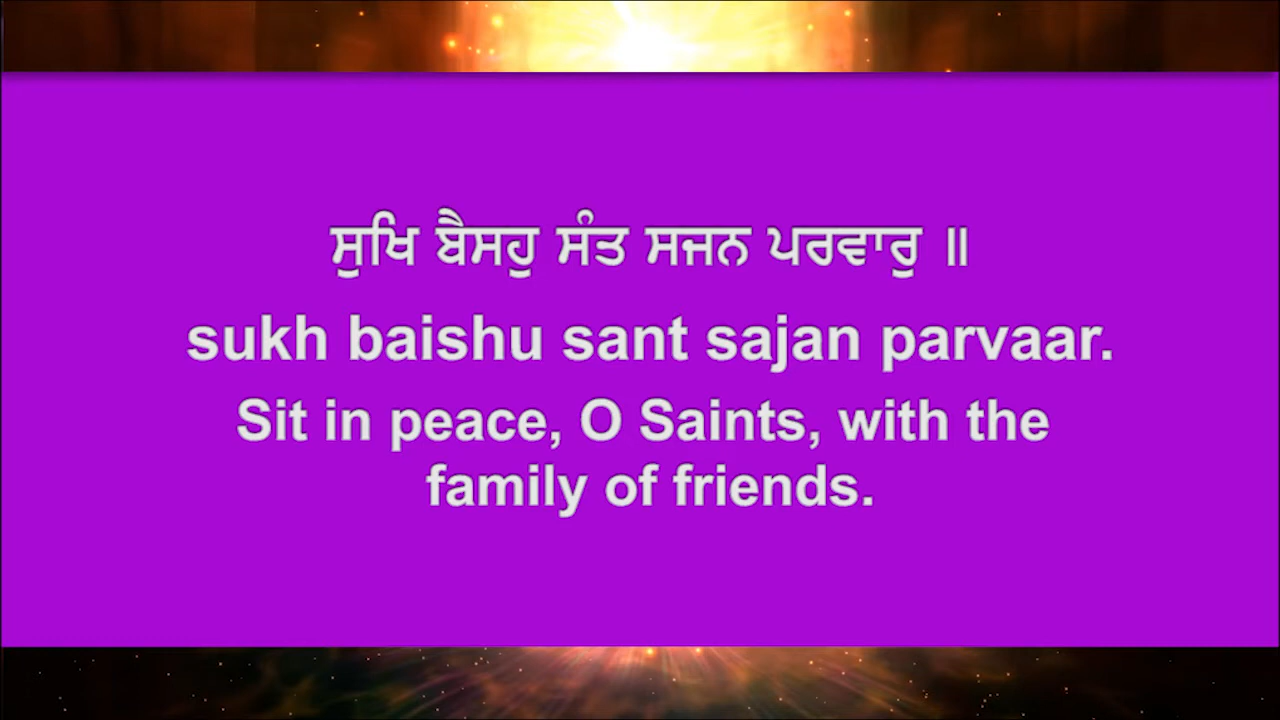 ਸੁਖਿ ਬੈਸਹੁ ਸੰਤ ਸਜਨ ਪਰਵਾਰੁ ॥
sukh baishu sant sajan parvaar.
Sit in peace, O Saints, with the
family of friends.